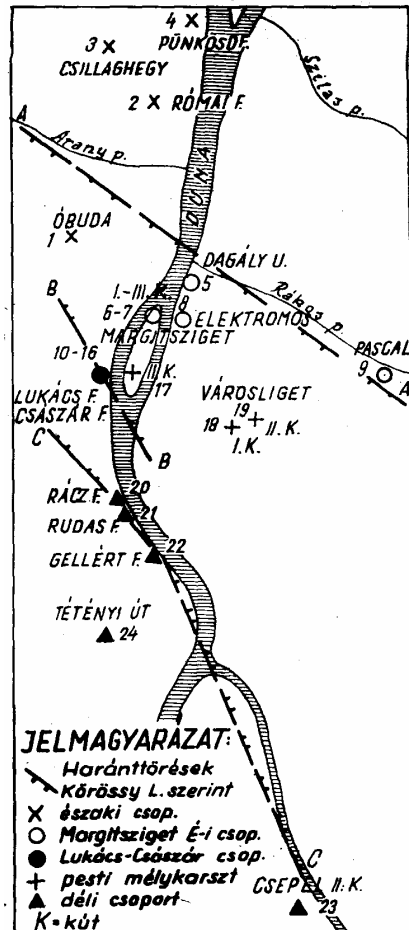 4 PÜNKÖSDF.
3 CSILLAGHEGY
2 RÓMAI F.
Szilas p.
A
Arany p.
DUNA
ÓBUDA
1
DAGÁLY U.
5
B
I.-III. K.
6-7
8
ELEKTROMOS
MARGITSZIGET
Rákos p.
PASCAL
9
A
10-16
II. K.
17
LUKÁCS F.
CSÁSZÁR F.
VÁROSLIGET
18 19 II. K.
I. K.
C
B
RÁCZ F. 20
RUDAS F. 21
GELLÉRT F. 22
TÉTÉNYI ÚT
24
JELMAGYARÁZAT:
Haránttörések
Kőrössy L. szerint
északi csop.
Margitsziget É-i csop.
Lukács-Császár csop.
pesti mélykarszt
déli csoport
K = kút
C
CSEPEL II. K.
23